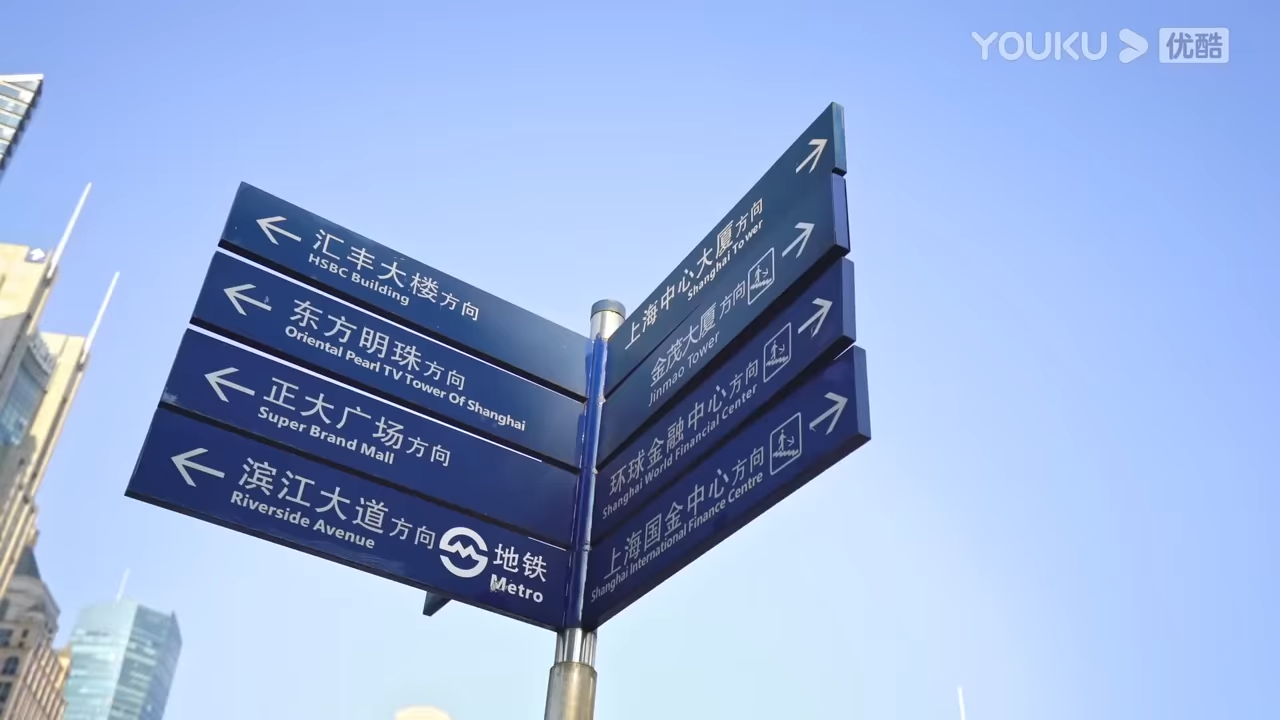 YOUKU 优酷
汇丰大楼方向
HSBC Building
东方明珠方向
Oriental Pearl TV Tower Of Shanghai
正大广场方向
Super Brand Mall
滨江大道方向
Riverside Avenue
地铁
Metro
上海中心大厦方向
Shanghai Tower
金茂大厦方向
Jinmao Tower
环球金融中心方向
Shanghai World Financial Center
上海国金中心方向
Shanghai International Finance Centre